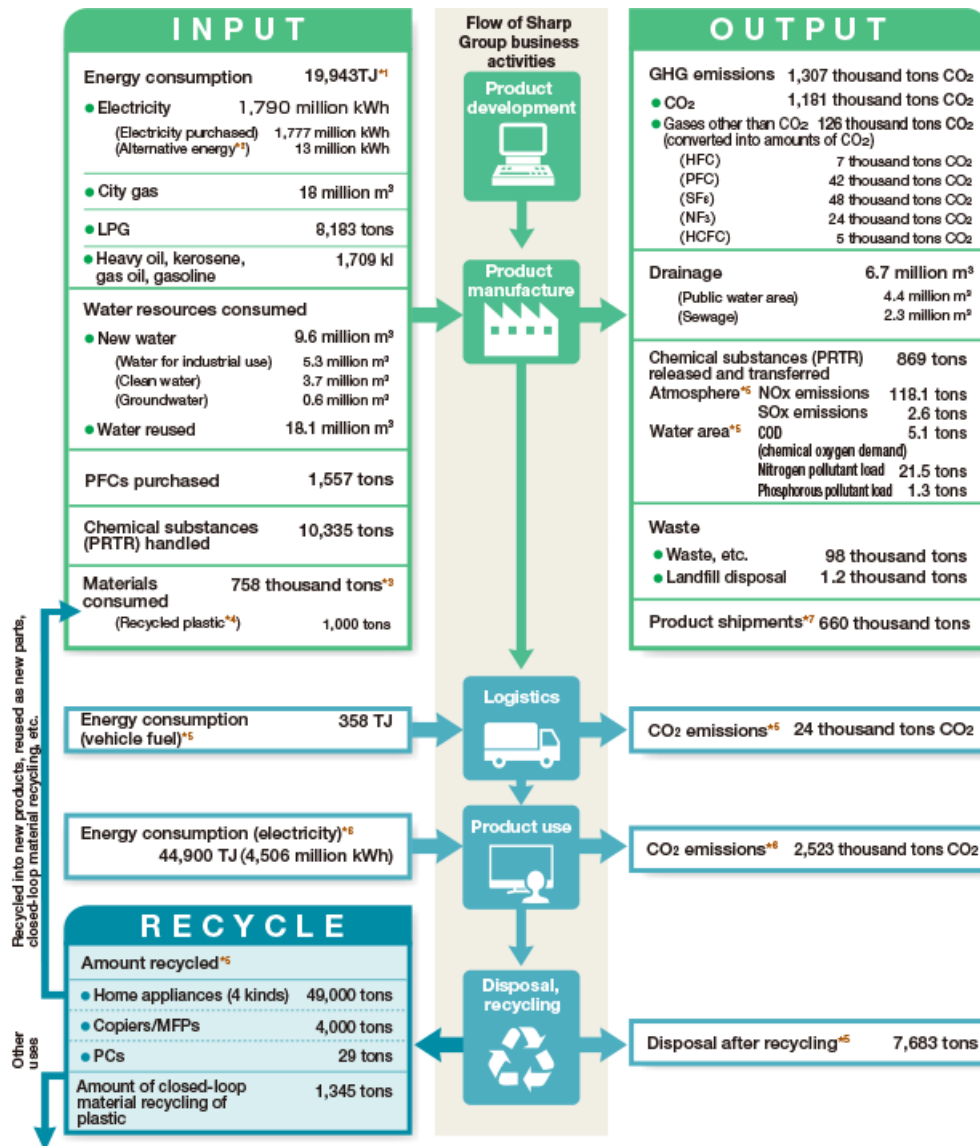 INPUT
Energy consumption 19,943TJ*1
● Electricity 1,790 million kWh
(Electricity purchased) 1,777 million kWh
(Alternative energy*2) 13 million kWh
● City gas 18 million m³
● LPG 8,183 tons
● Heavy oil, kerosene, 1,709 kl
gas oil, gasoline
Water resources consumed
● New water 9.6 million m³
(Water for industrial use) 5.3 million m³
(Clean water) 3.7 million m³
(Groundwater) 0.6 million m³
● Water reused 18.1 million m³
PFCs purchased 1,557 tons
Chemical substances 10,335 tons
(PRTR) handled
Materials 758 thousand tons*3
consumed
(Recycled plastic*4) 1,000 tons
Flow of Sharp
Group business
activities
Product
development
Product
manufacture
Logistics
Product use
Disposal,
recycling
OUTPUT
GHG emissions 1,307 thousand tons CO₂
● CO₂ 1,181 thousand tons CO₂
● Gases other than CO₂ 126 thousand tons CO₂
(converted into amounts of CO₂)
(HFC) 7 thousand tons CO₂
(PFC) 42 thousand tons CO₂
(SF₆) 48 thousand tons CO₂
(NF₃) 24 thousand tons CO₂
(HCFC) 5 thousand tons CO₂
Drainage 6.7 million m³
(Public water area) 4.4 million m³
(Sewage) 2.3 million m³
Chemical substances (PRTR) 869 tons
released and transferred
Atmosphere*5 NOx emissions 118.1 tons
SOx emissions 2.6 tons
Water area*5 COD 5.1 tons
(chemical oxygen demand)
Nitrogen pollutant load 21.5 tons
Phosphorous pollutant load 1.3 tons
Waste
● Waste, etc. 98 thousand tons
● Landfill disposal 1.2 thousand tons
Product shipments*7 660 thousand tons
Energy consumption 358 TJ
(vehicle fuel)*5
CO₂ emissions*5 24 thousand tons CO₂
Energy consumption (electricity)*6
44,900 TJ (4,506 million kWh)
CO₂ emissions*6 2,523 thousand tons CO₂
RECYCLE
Amount recycled*5
● Home appliances (4 kinds) 49,000 tons
● Copiers/MFPs 4,000 tons
● PCs 29 tons
Amount of closed-loop 1,345 tons
material recycling of
plastic
Disposal after recycling*5 7,683 tons
Recycled into new products, reused as new parts,
closed-loop material recycling, etc.
Other
uses